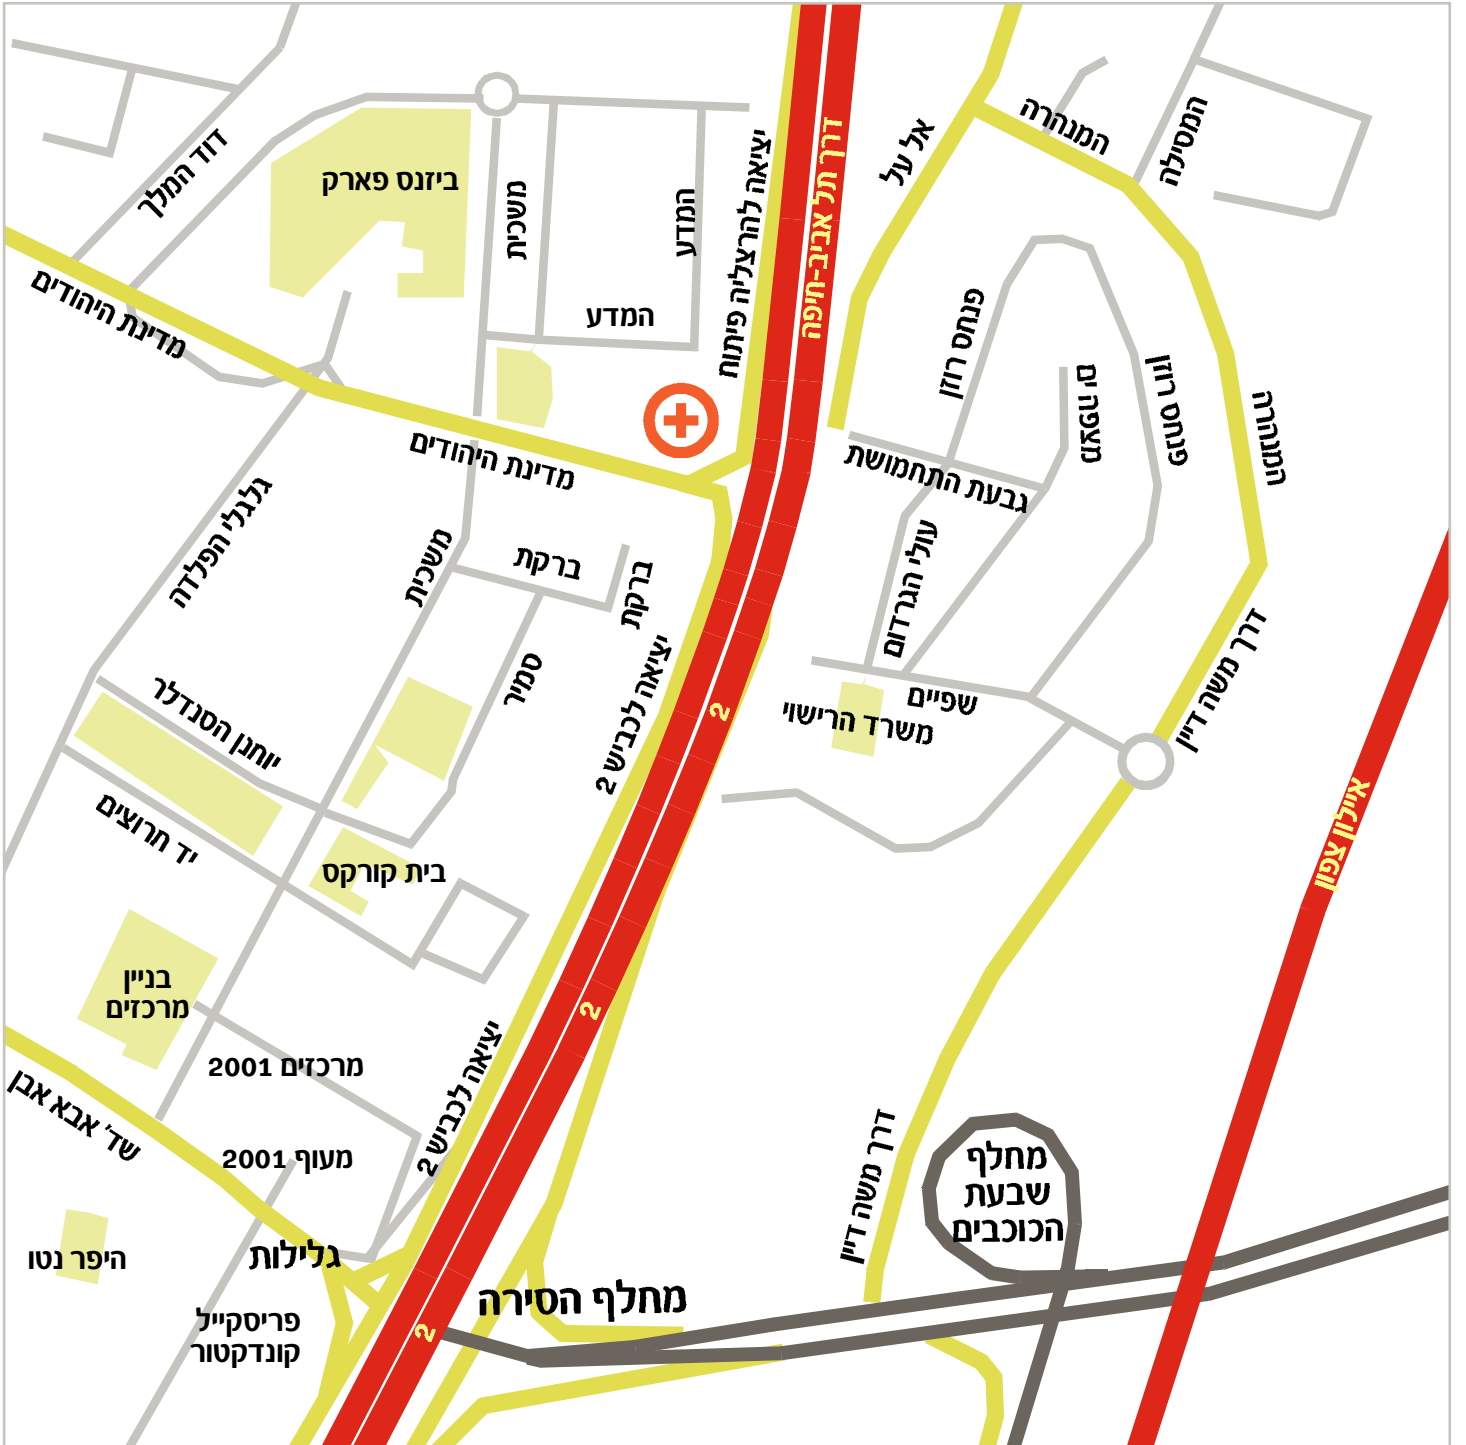 המנהרה
המסילה
אל על
דרך תל אביב-חיפה
יציאה להרצליה פיתוח
דוד המלך
ביזנס פארק
משכית
המדע
המדע
מדינת היהודים
מדינת היהודים
פנחס רוזן
פנחס רוזן
מצפה ים
המנהרה
גבעת התחמושת
עולי הגרדום
גלגלי הפלדה
משכית
ברקת
ברקת
סמיר
יציאה לכביש 2
2
שפיים
משרד הרישוי
דרך משה דיין
איילון צפון
יוחנן הסנדלר
יד חרוצים
בית קורקס
בניין
מרכזים
2
מרכזים 2001
יציאה לכביש 2
שד' אבא אבן
מעוף 2001
דרך משה דיין
מחלף
שבעת
הכוכבים
היפר נטו
גלילות
מחלף הסירה
פריסקייל
קונדקטור
2